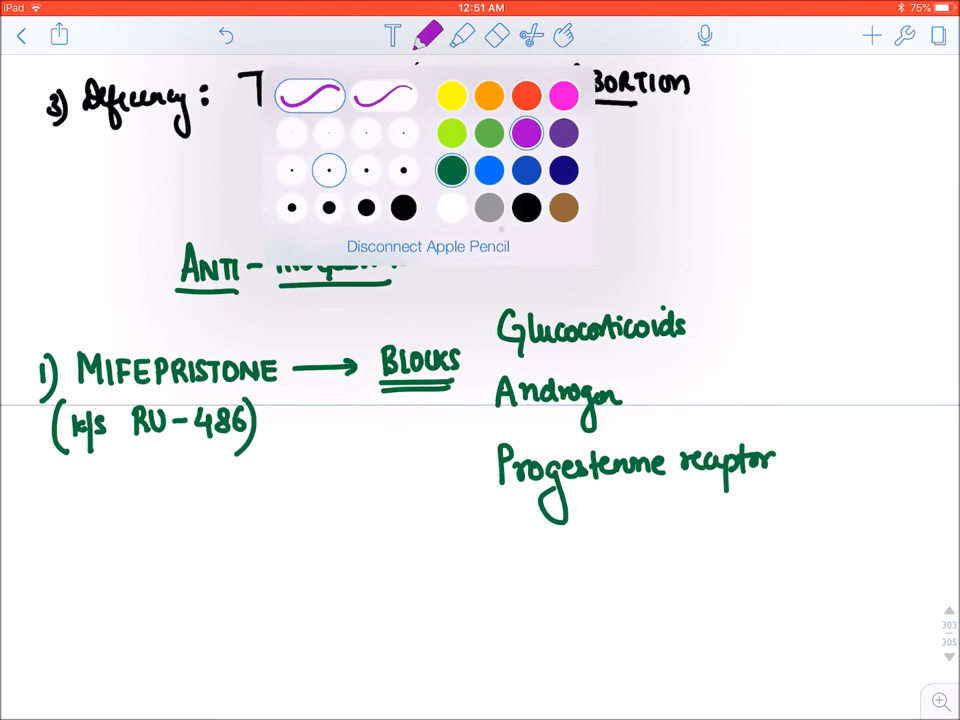 iPad 12:51 AM 75%
T
3) Deficiency : T BORTION
Disconnect Apple Pencil
ANTI -
Glucocorticoids
1) MIFEPRISTONE → BLOCKS
Androgen
(k/s RU-486)
Progesterone receptor
303
305